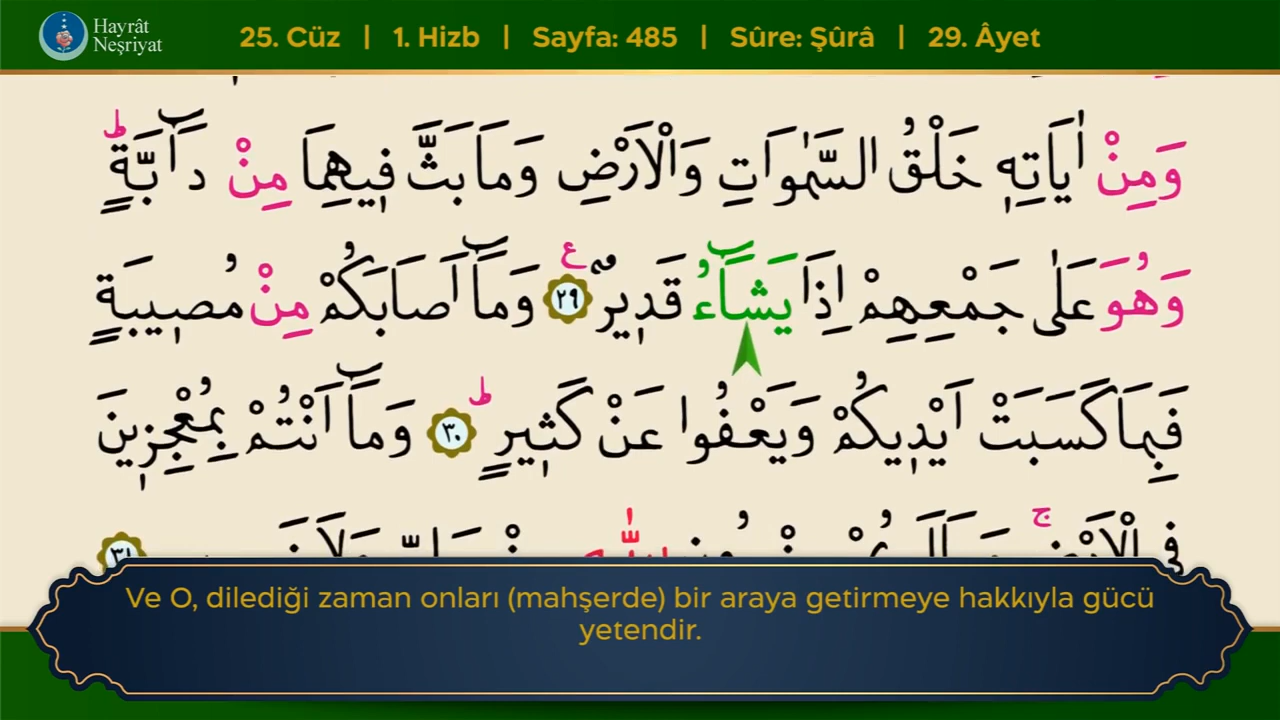 Hayrât
Neşriyat
25. Cüz | 1. Hizb | Sayfa: 485 | Sûre: Şûrâ | 29. Âyet
وَمِنْ اٰيَاتِه۪ خَلْقُ السَّمٰوَاتِ وَالْاَرْضِ وَمَا بَثَّ ف۪يهِمَا مِنْ دَٓابَّةٍۜ
وَهُوَ عَلٰى جَمْعِهِمْ اِذَا يَشَٓاءُ قَد۪يرٌ۟ ﴿٢٩﴾ وَمَٓا اَصَابَكُمْ مِنْ مُص۪يبَةٍ
فَبِمَا كَسَبَتْ اَيْد۪يكُمْ وَيَعْفُوا عَنْ كَث۪يرٍۜ ﴿٣٠﴾ وَمَٓا اَنْتُمْ بِمُعْجِز۪ينَ
فِي الْاَرْضِۚ ﴿٣١﴾
Ve O, dilediği zaman onları (mahşerde) bir araya getirmeye hakkıyla gücü
yetendir.